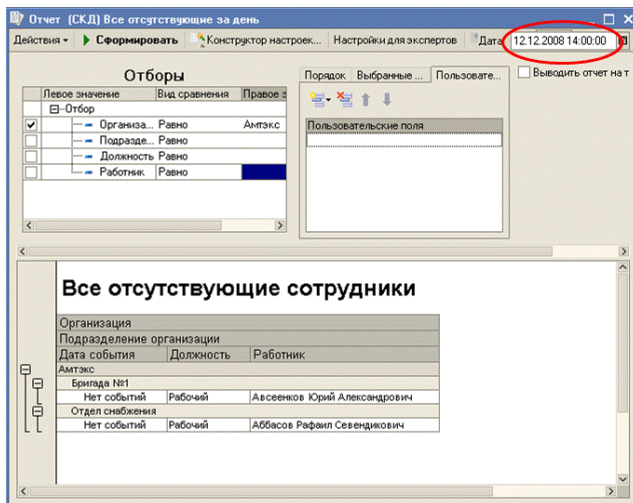 Отчет (СКД) Все отсутствующие за день
Действия Сформировать Конструктор настроек... Настройки для экспертов Дата 12.12.2008 14:00:00
Отборы
Порядок Выбранные ... Пользовате...
Выводить отчет на т
Левое значение Вид сравнения Правое з
Отбор
Организа... Равно Амтэкс
Подразде... Равно
Должность Равно
Работник Равно
Пользовательские поля
Все отсутствующие сотрудники
Организация
Подразделение организации
Дата события Должность Работник
Амтэкс
Бригада №1
Нет событий Рабочий Авсеенков Юрий Александрович
Отдел снабжения
Нет событий Рабочий Аббасов Рафаил Севендикович